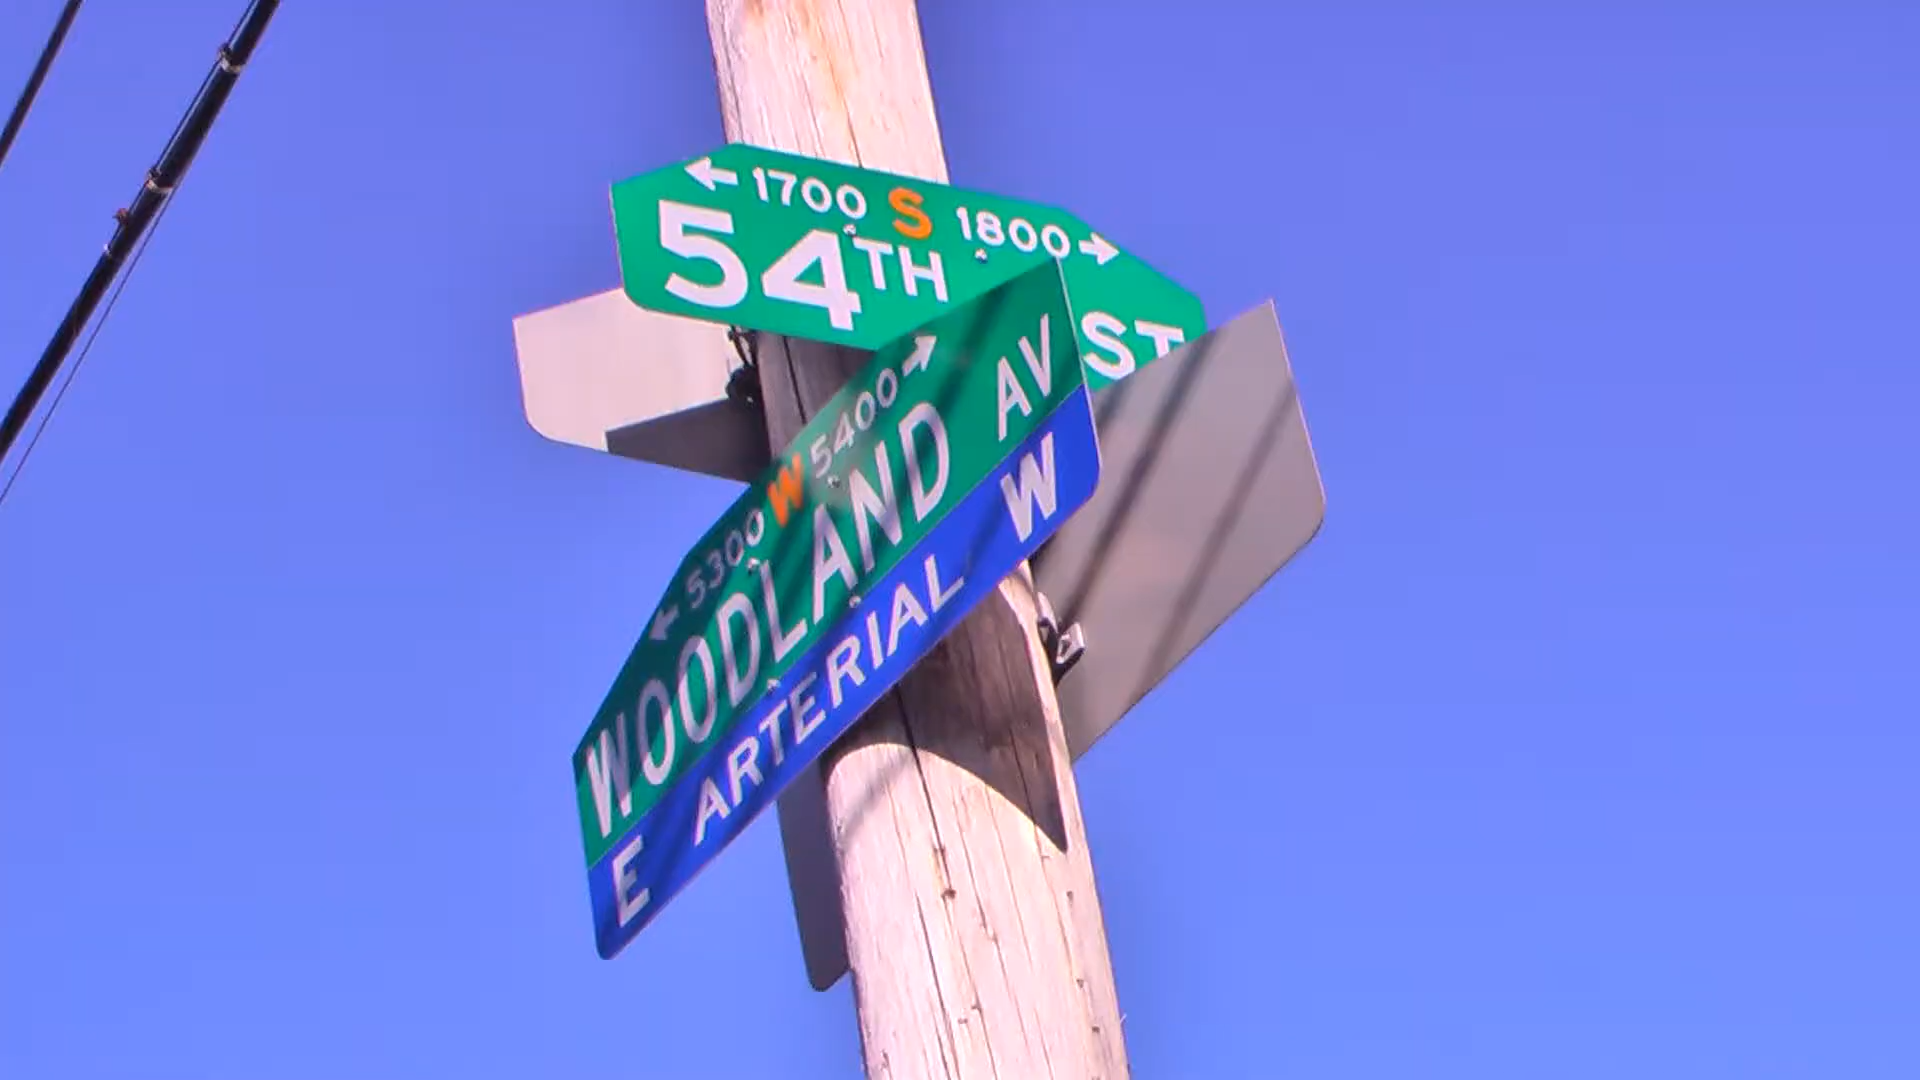 ← 1700 S 1800 →
54TH ST
← 5300 W 5400 →
WOODLAND AV
E ARTERIAL W